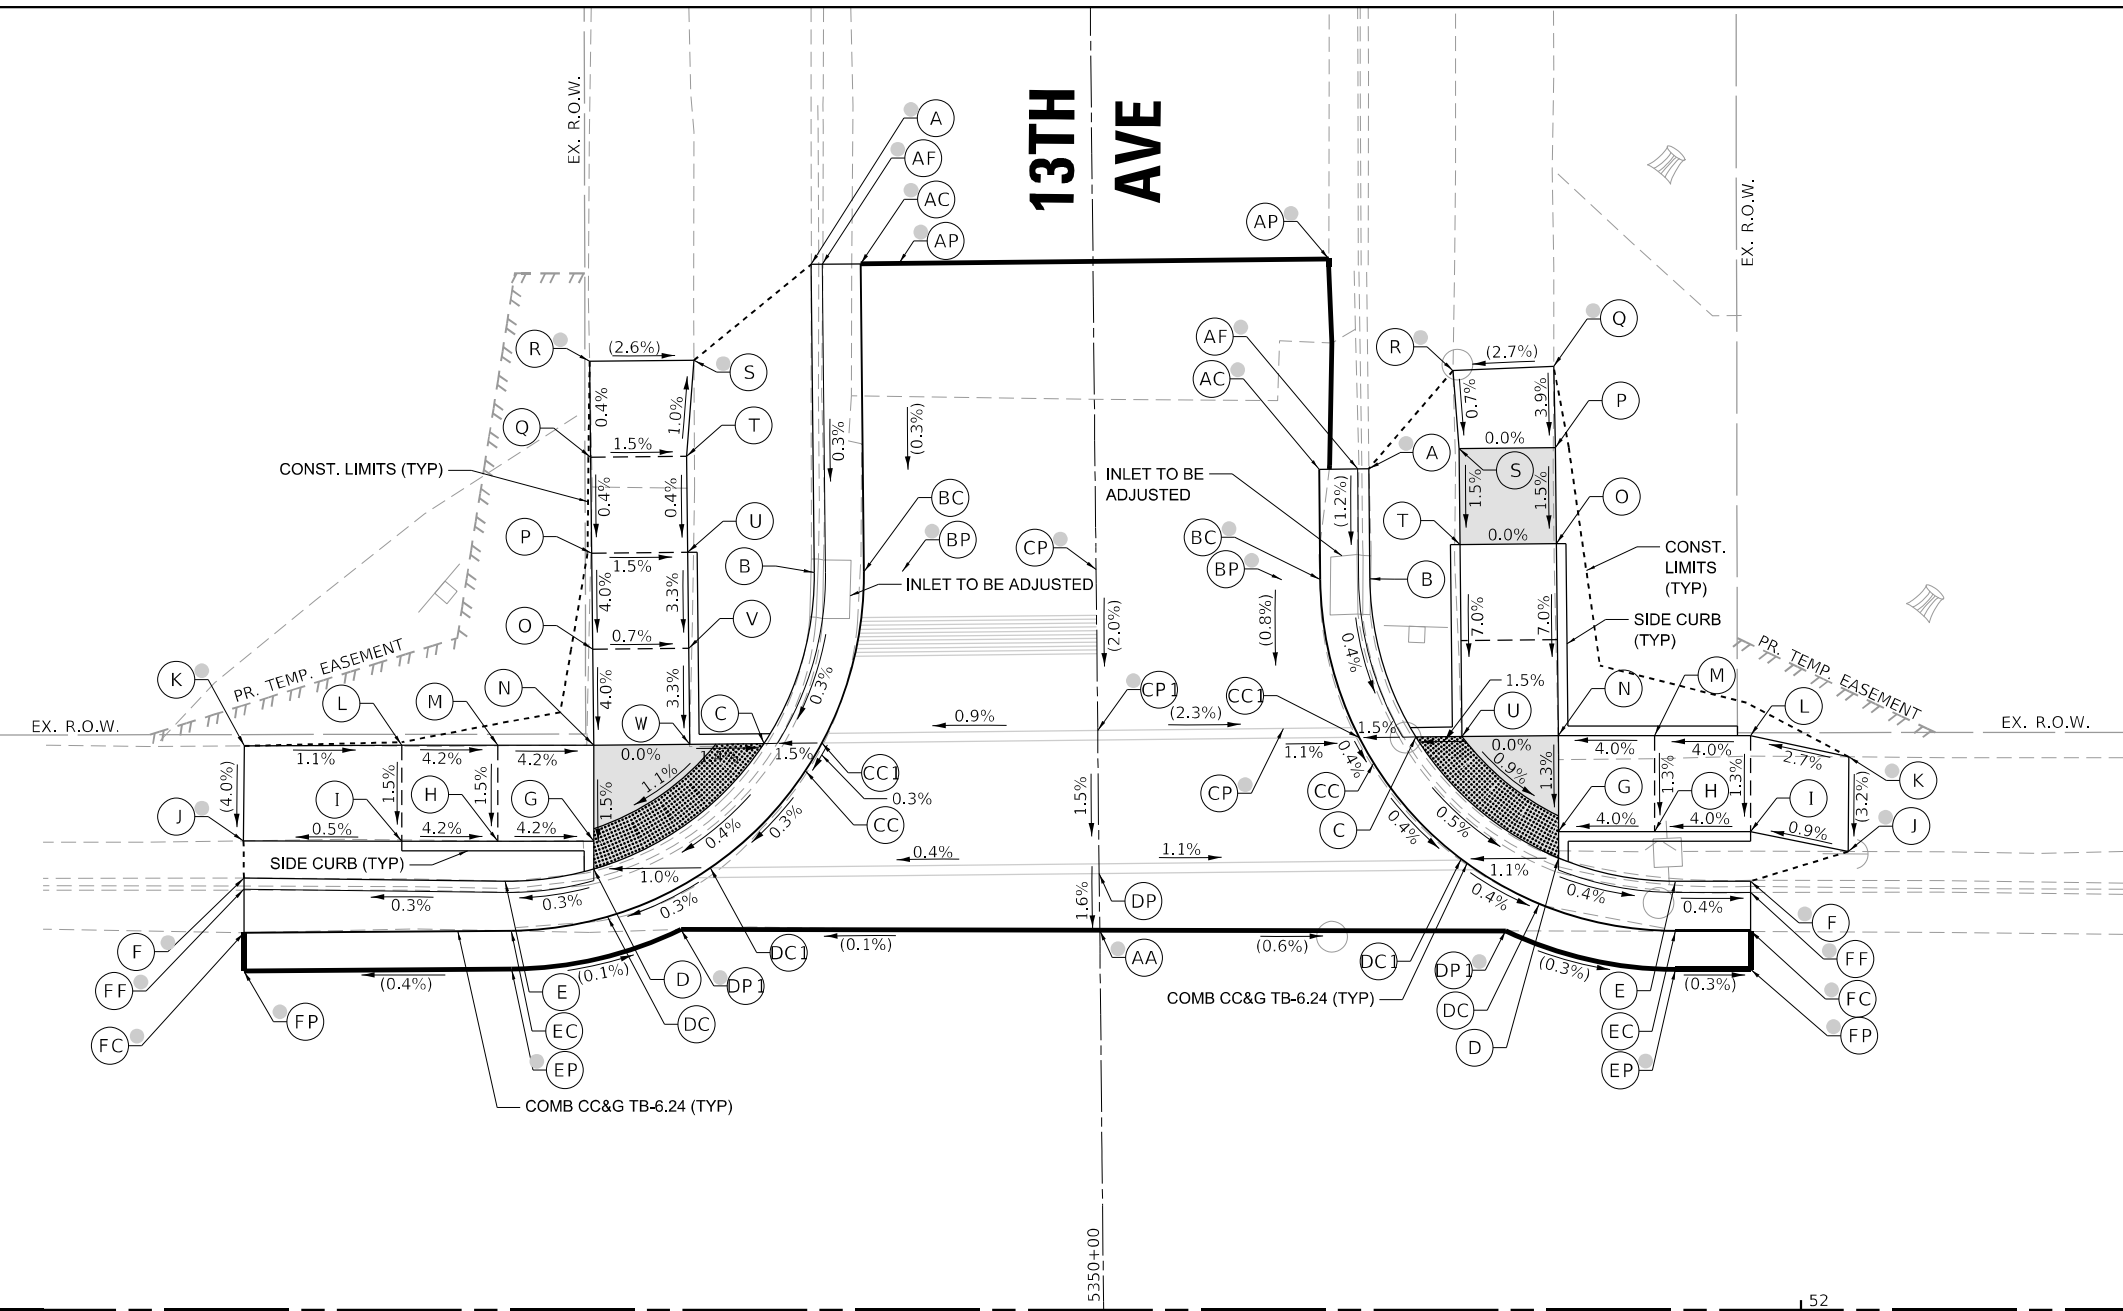 13TH
AVE
EX. R.O.W.
A
AF
AC
AP
AP
EX. R.O.W.
R
(2.6%)
S
AF
AC
R
(2.7%)
Q
0.4%
1.0%
0.7%
3.9%
Q
T
1.5%
P
0.0%
CONST. LIMITS (TYP)
0.3%
(0.3%)
A
INLET TO BE
ADJUSTED
S
1.5%
1.5%
0.4%
0.4%
BC
(1.2%)
O
P
U
T
0.0%
1.5%
BP
CP
BC
BP
CONST.
LIMITS
(TYP)
B
INLET TO BE ADJUSTED
B
4.0%
3.3%
(2.0%)
(0.8%)
7.0%
7.0%
SIDE CURB
(TYP)
O
0.7%
V
0.4%
PR. TEMP. EASEMENT
PR. TEMP. EASEMENT
K
L
M
N
4.0%
3.3%
0.3%
CP1
CC1
1.5%
M
N
L
EX. R.O.W.
W
C
0.9%
(2.3%)
1.5%
U
EX. R.O.W.
1.1%
4.2%
4.2%
0.0%
1.5%
1.1%
0.4%
0.0%
4.0%
4.0%
2.7%
(4.0%)
1.5%
1.5%
1.1%
CC1
0.3%
CP
CC
0.9%
1.3%
1.3%
1.3%
K
I
H
G
1.5%
G
H
I
(3.2%)
J
0.5%
4.2%
4.2%
0.4%
0.3%
CC
1.5%
C
0.4%
0.5%
4.0%
4.0%
0.9%
J
SIDE CURB (TYP)
0.4%
1.1%
1.0%
1.1%
0.3%
0.3%
0.3%
1.6%
DP
0.4%
0.4%
0.4%
F
(0.1%)
(0.6%)
F
FF
(0.4%)
(0.1%)
D
DC1
DP1
AA
DC1
DP1
(0.3%)
(0.3%)
FF
E
COMB CC&G TB-6.24 (TYP)
E
FC
FP
DC
DC
FC
EC
D
EC
FP
EP
EP
COMB CC&G TB-6.24 (TYP)
5350+00
52